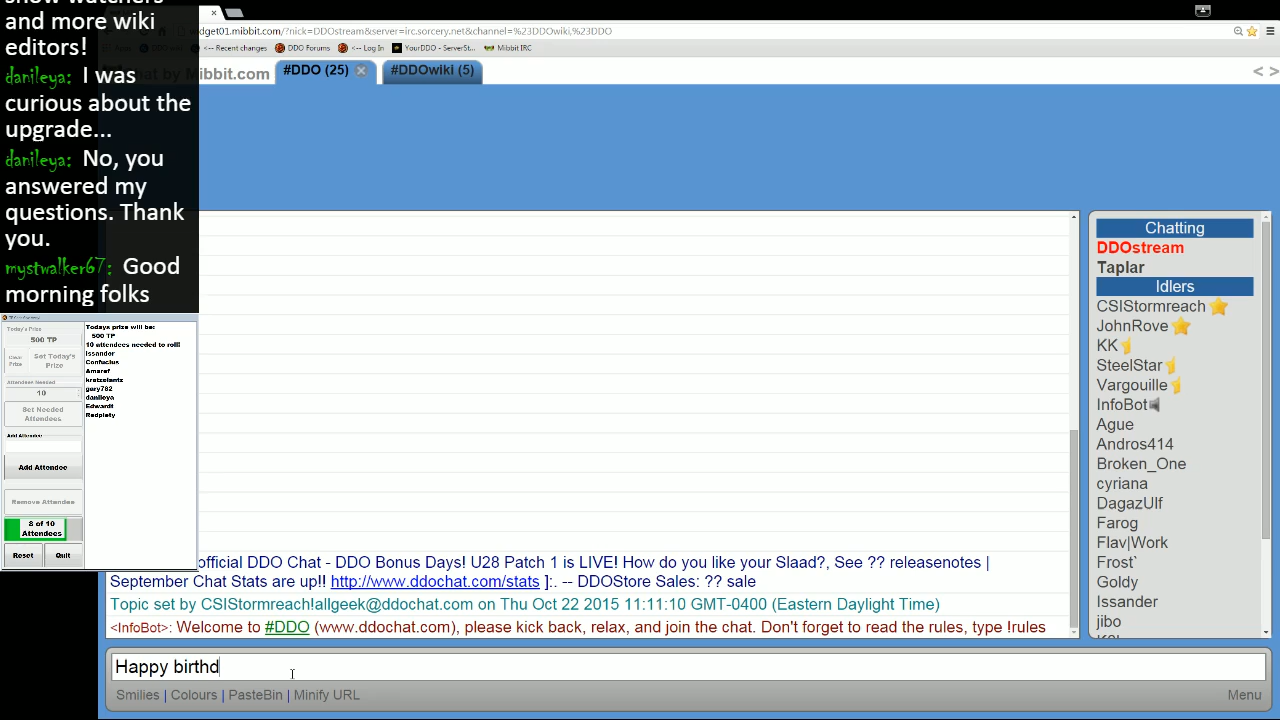 show watchers
and more wiki
editors!
danileya: I was
curious about the
upgrade...
danileya: No, you
answered my
questions. Thank
you.
mystwalker67: Good
morning folks
Today's Prize
500 TP
Set Today's
Prize
Attendees Needed
10
Set Needed
Attendees
Add Attendee
Add Attendee
Remove Attendee
8 of 10
Attendees
Reset Quit
Todays prize will be:
500 TP
10 attendees needed to roll!
Issandor
Confucius
Amaref
kretzelantz
gary782
danileya
Edwardt
Redpiety
widget01.mibbit.com/?nick=DDOstream&server=irc.sorcery.net&channel=%23DDOwiki,%23DDO
<-- Recent changes DDO Forums <-- Log In YourDDO - ServerSt... Mibbit IRC
Chat by Mibbit.com #DDO (25) #DDOwiki (5) < >
official DDO Chat - DDO Bonus Days! U28 Patch 1 is LIVE! How do you like your Slaad?, See ?? releasenotes |
September Chat Stats are up!! http://www.ddochat.com/stats ]:. -- DDOStore Sales: ?? sale
Topic set by CSIStormreach!allgeek@ddochat.com on Thu Oct 22 2015 11:11:10 GMT-0400 (Eastern Daylight Time)
<InfoBot>: Welcome to #DDO (www.ddochat.com), please kick back, relax, and join the chat. Don't forget to read the rules, type !rules
Happy birthd
Smilies | Colours | PasteBin | Minify URL
Menu
Chatting
DDOstream
Taplar
Idlers
CSIStormreach
JohnRove
KK
SteelStar
Vargouille
InfoBot
Ague
Andros414
Broken_One
cyriana
DagazUlf
Farog
Flav|Work
Frost`
Goldy
Issander
jibo